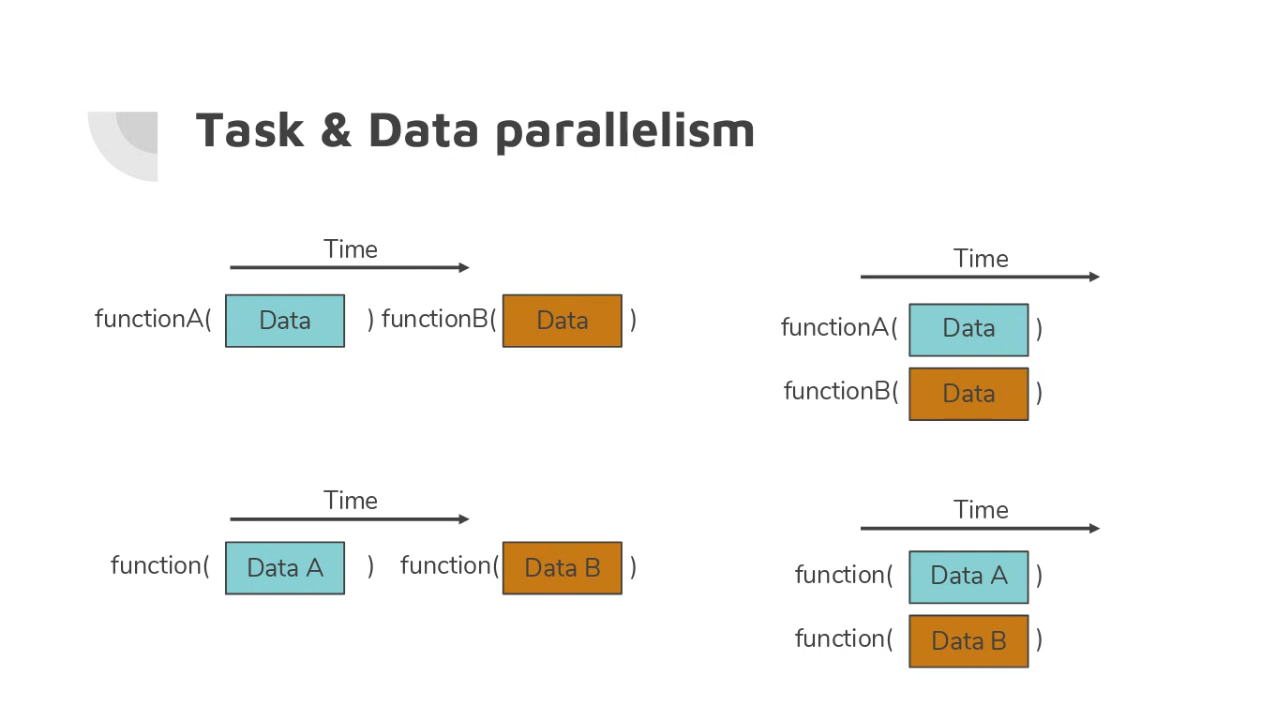 Task & Data parallelism
Time
functionA( Data ) functionB( Data )
Time
functionA( Data )
functionB( Data )
Time
function( Data A ) function( Data B )
Time
function( Data A )
function( Data B )